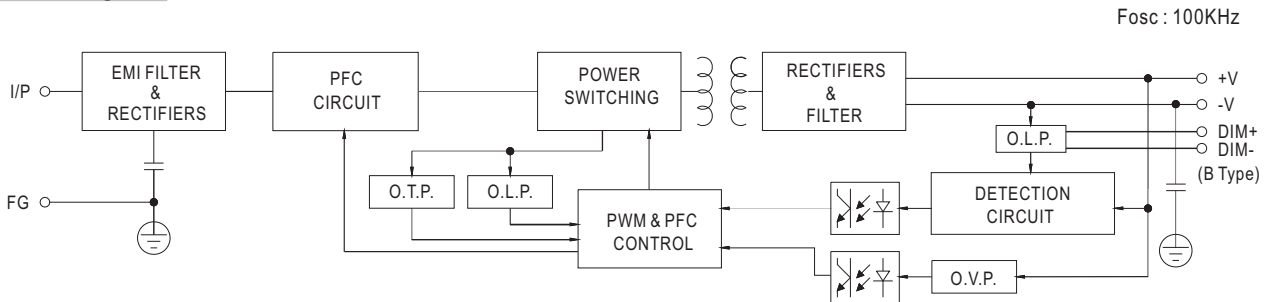 Fosc : 100KHz
I/P
EMI FILTER
&
RECTIFIERS
PFC
CIRCUIT
POWER
SWITCHING
RECTIFIERS
&
FILTER
+V
-V
DIM+
DIM-
(B Type)
O.L.P.
FG
O.T.P.
O.L.P.
PWM & PFC
CONTROL
DETECTION
CIRCUIT
O.V.P.